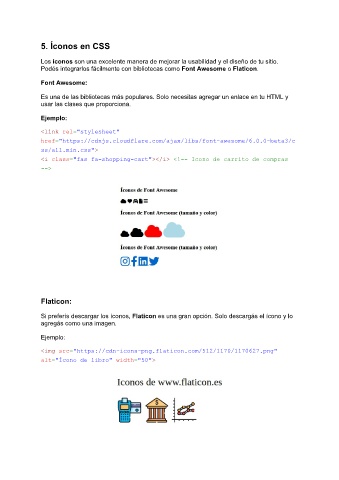 5. Íconos en CSS
Los íconos son una excelente manera de mejorar la usabilidad y el diseño de tu sitio.
Podés integrarlos fácilmente con bibliotecas como Font Awesome o Flaticon.
Font Awesome:
Es una de las bibliotecas más populares. Solo necesitas agregar un enlace en tu HTML y
usar las clases que proporciona.
Ejemplo:
<link rel="stylesheet"
href="https://cdnjs.cloudflare.com/ajax/libs/font-awesome/6.0.0-beta3/c
ss/all.min.css">
<i class="fas fa-shopping-cart"></i> <!-- Ícono de carrito de compras
-->
Íconos de Font Awesome
Íconos de Font Awesome (tamaño y color)
Íconos de Font Awesome (tamaño y color)
Flaticon:
Si preferís descargar los íconos, Flaticon es una gran opción. Solo descargás el ícono y lo
agregás como una imagen.
Ejemplo:
<img src="https://cdn-icons-png.flaticon.com/512/1170/1170627.png"
alt="Ícono de libro" width="50">
Iconos de www.flaticon.es